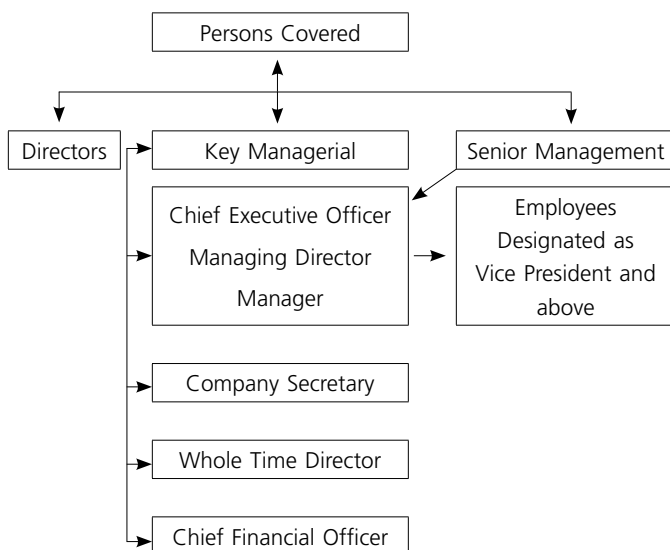 Persons Covered
Directors
Key Managerial
Senior Management
Chief Executive Officer
Managing Director
Manager
Employees
Designated as
Vice President and
above
Company Secretary
Whole Time Director
Chief Financial Officer